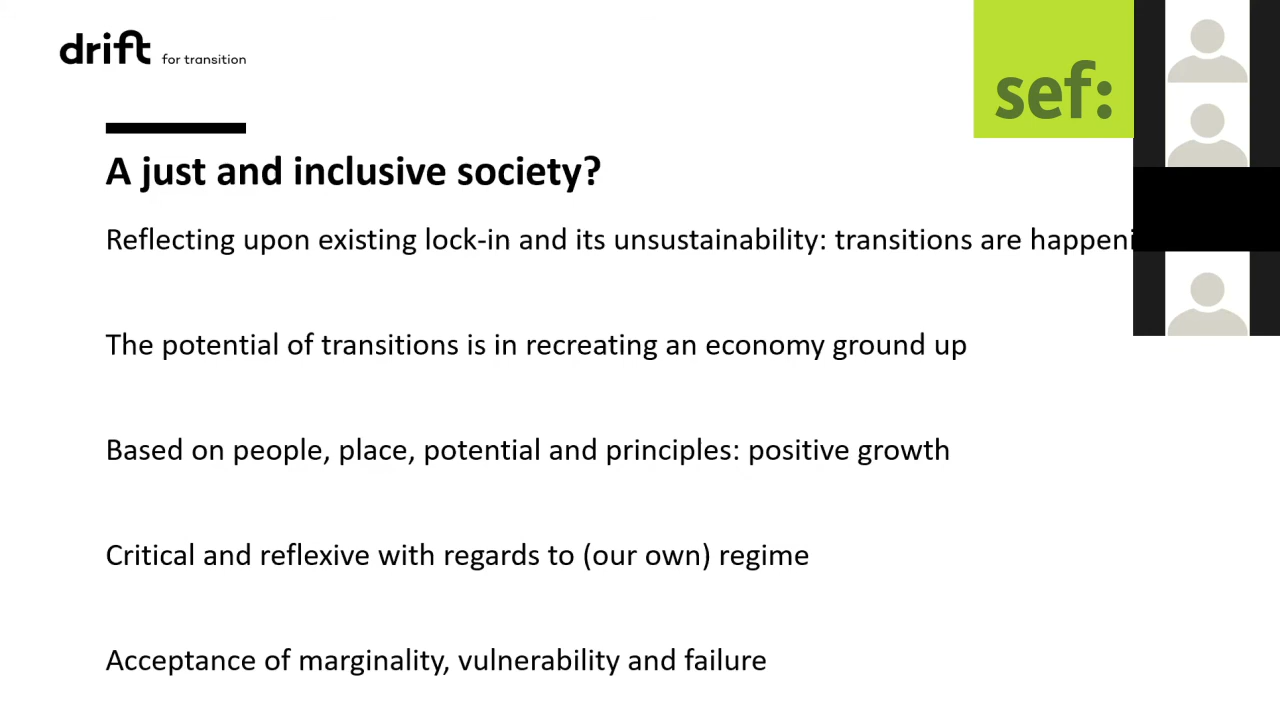 drift for transition
sef:
A just and inclusive society?
Reflecting upon existing lock-in and its unsustainability: transitions are
The potential of transitions is in recreating an economy ground up
Based on people, place, potential and principles: positive growth
Critical and reflexive with regards to (our own) regime
Acceptance of marginality, vulnerability and failure